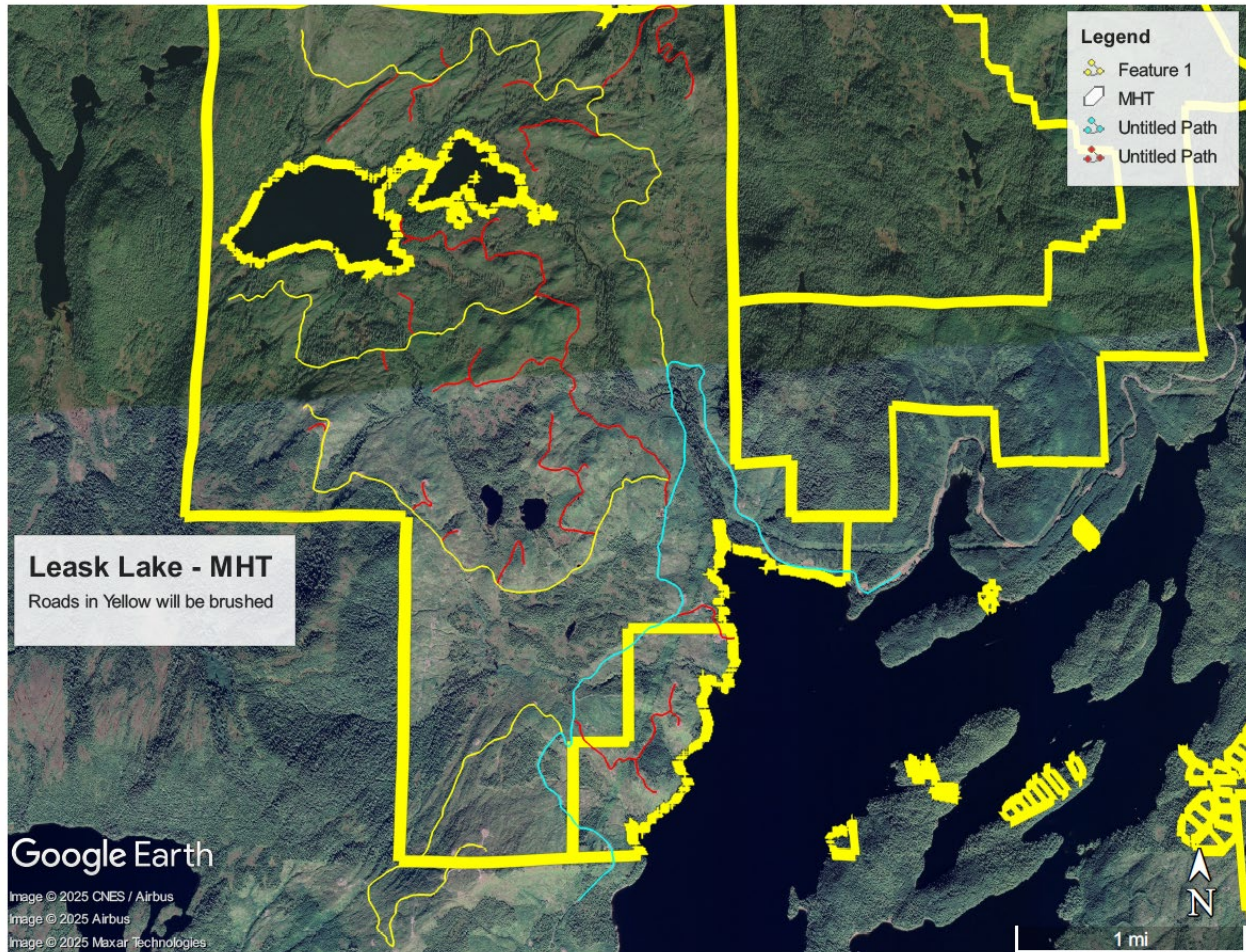 Legend
Feature 1
MHT
Untitled Path
Untitled Path
Leask Lake - MHT
Roads in Yellow will be brushed
Google Earth
Image © 2025 CNES / Airbus
Image © 2025 Airbus
Image © 2025 Maxar Technologies
N
1 mi